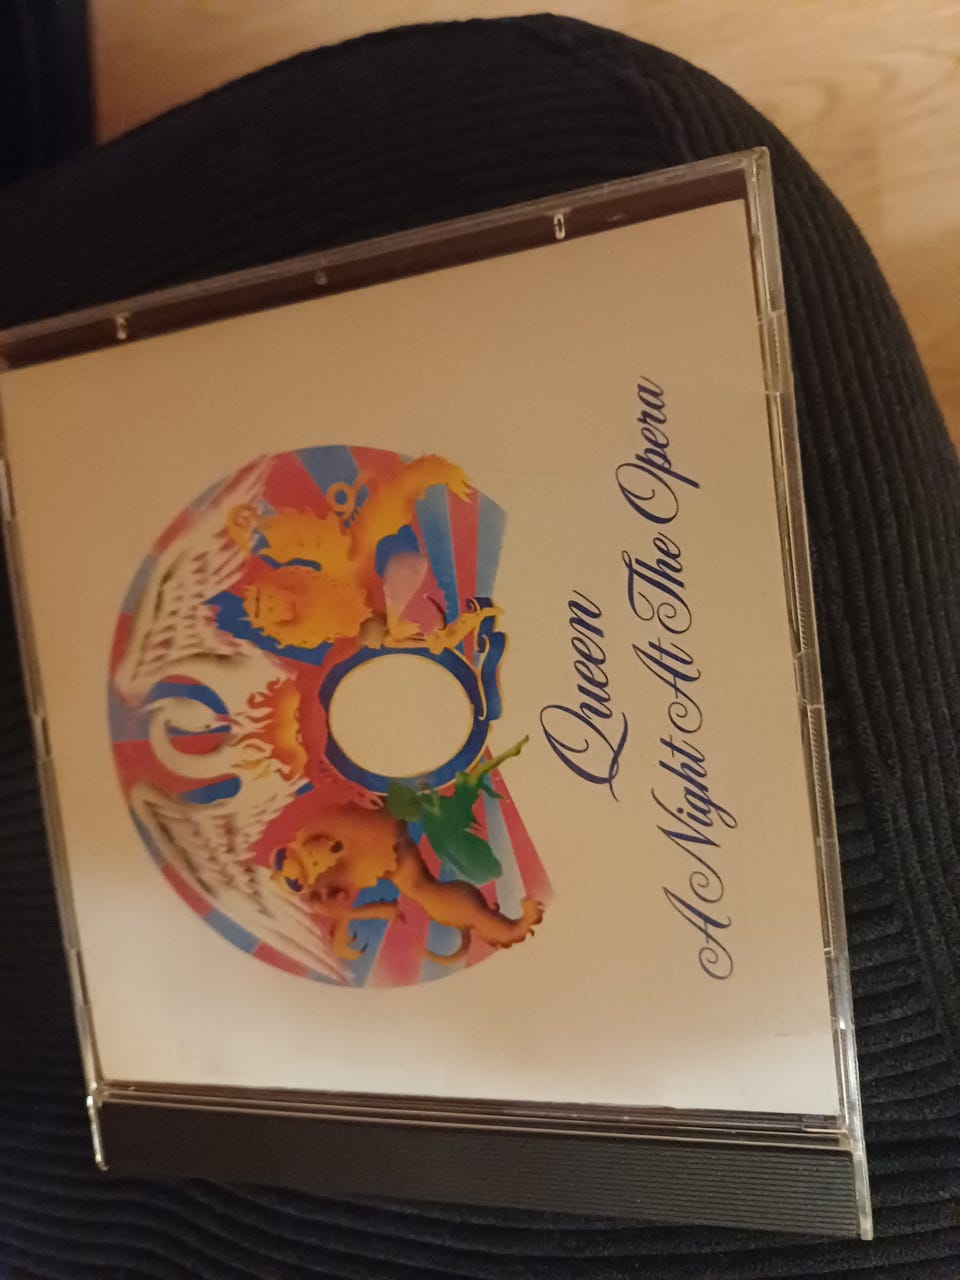 Queen
A Night At The Opera